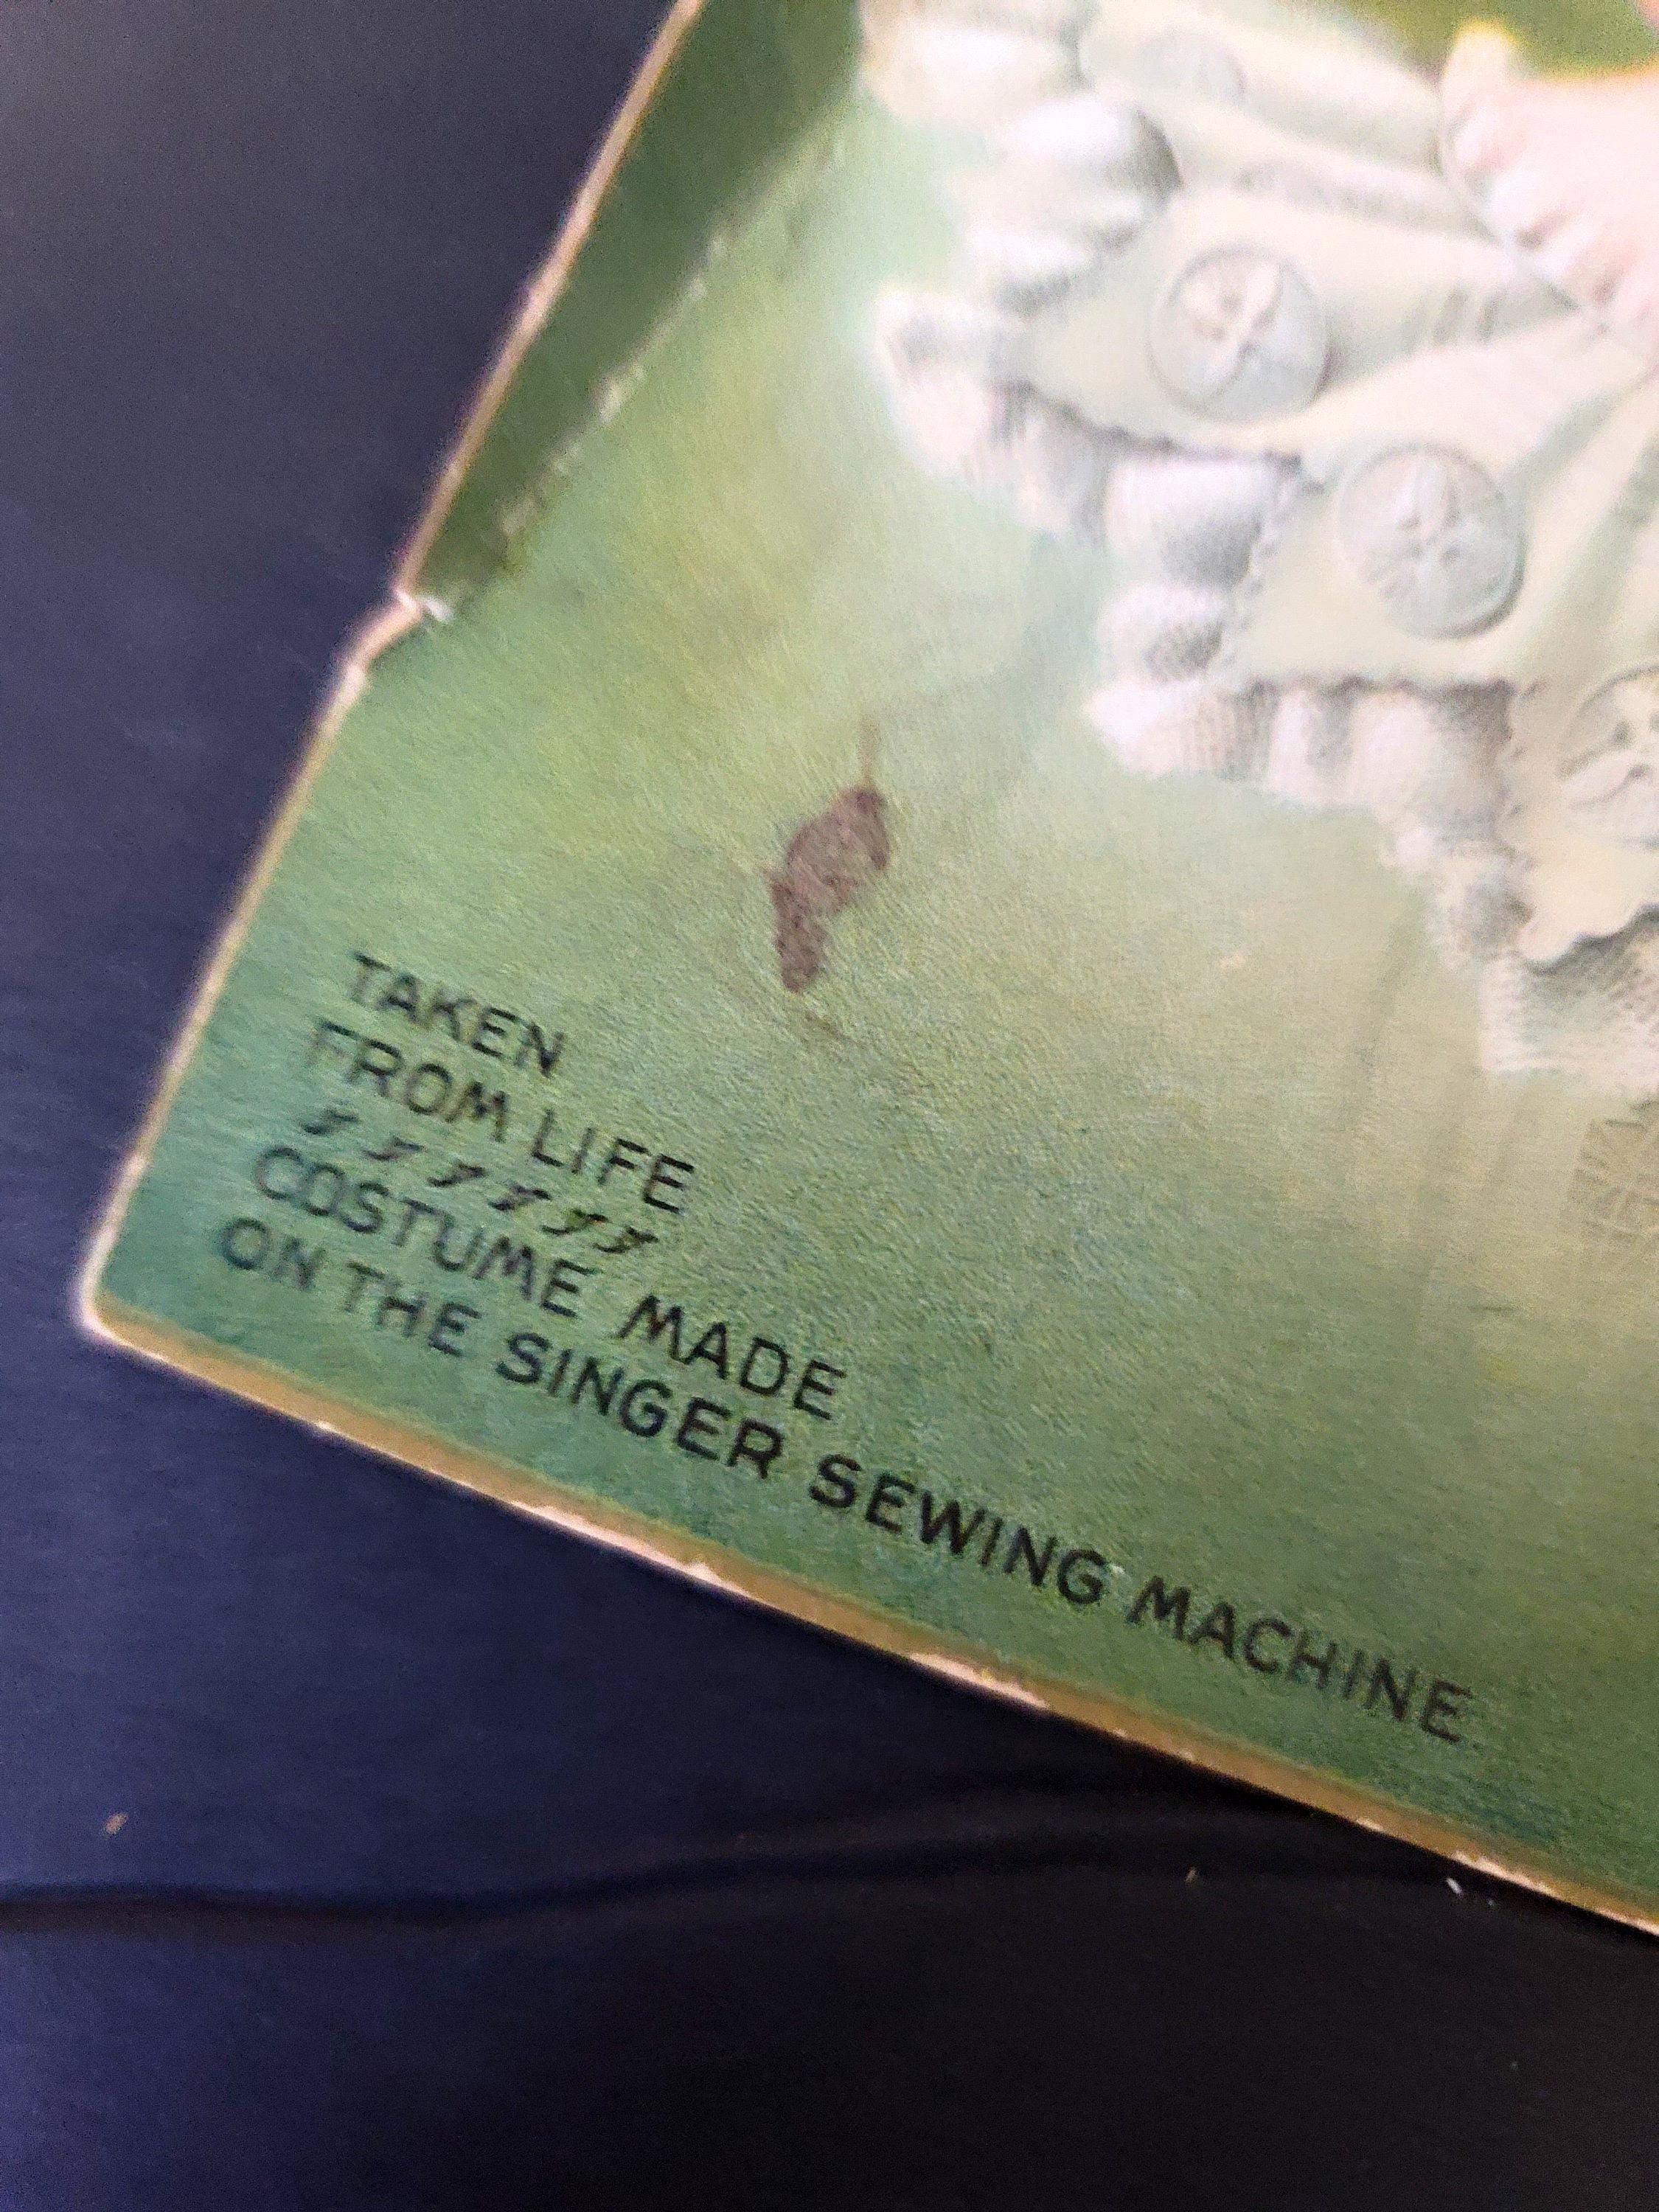 TAKEN
FROM LIFE
COSTUME MADE
ON THE SINGER SEWING MACHINE